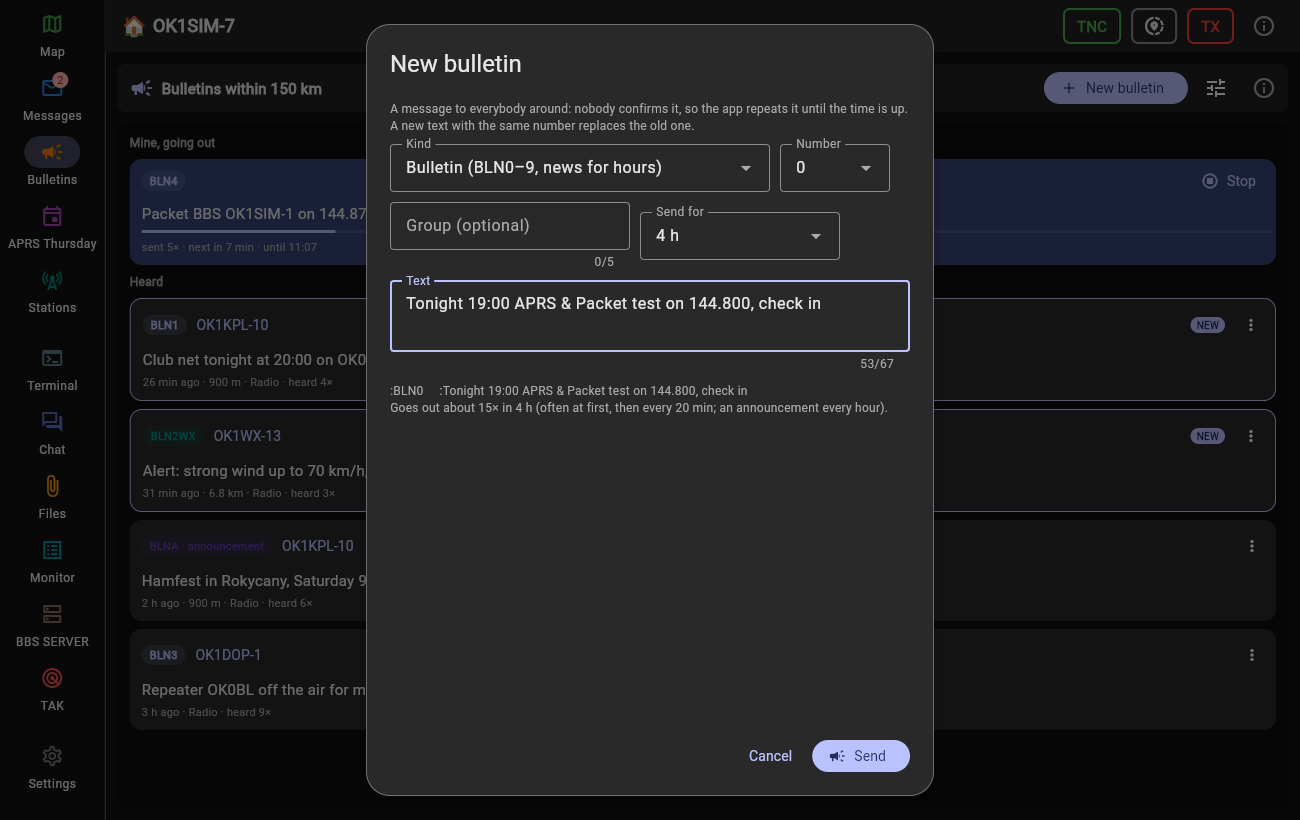 Map
2
Messages
Bulletins
APRS Thursday
Stations
Terminal
Chat
Files
Monitor
BBS SERVER
TAK
Settings
OK1SIM-7
TNC
TX
Bulletins within 150 km
+ New bulletin
Mine, going out
BLN4
Stop
Packet BBS OK1SIM-1 on 144.87
sent 5× · next in 7 min · until 11:07
Heard
BLN1 OK1KPL-10
NEW
Club net tonight at 20:00 on OK0
26 min ago · 900 m · Radio · heard 4×
BLN2WX OK1WX-13
NEW
Alert: strong wind up to 70 km/h,
31 min ago · 6.8 km · Radio · heard 3×
BLNA · announcement OK1KPL-10
Hamfest in Rokycany, Saturday 9
2 h ago · 900 m · Radio · heard 6×
BLN3 OK1DOP-1
Repeater OK0BL off the air for m
3 h ago · Radio · heard 9×
New bulletin
A message to everybody around: nobody confirms it, so the app repeats it until the time is up.
A new text with the same number replaces the old one.
Kind
Bulletin (BLN0–9, news for hours)
Number
0
Group (optional)
0/5
Send for
4 h
Text
Tonight 19:00 APRS & Packet test on 144.800, check in
53/67
:BLN0     :Tonight 19:00 APRS & Packet test on 144.800, check in
Goes out about 15× in 4 h (often at first, then every 20 min; an announcement every hour).
Cancel
Send